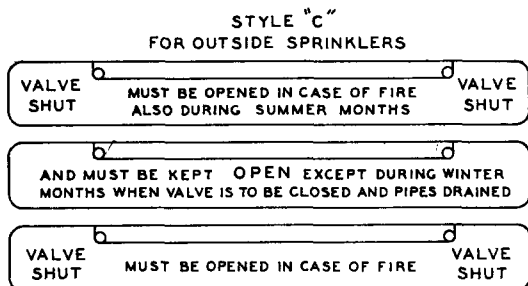 STYLE "C"
FOR OUTSIDE SPRINKLERS
VALVE SHUT
MUST BE OPENED IN CASE OF FIRE
ALSO DURING SUMMER MONTHS
VALVE SHUT
AND MUST BE KEPT OPEN EXCEPT DURING WINTER
MONTHS WHEN VALVE IS TO BE CLOSED AND PIPES DRAINED
VALVE SHUT
MUST BE OPENED IN CASE OF FIRE
VALVE SHUT